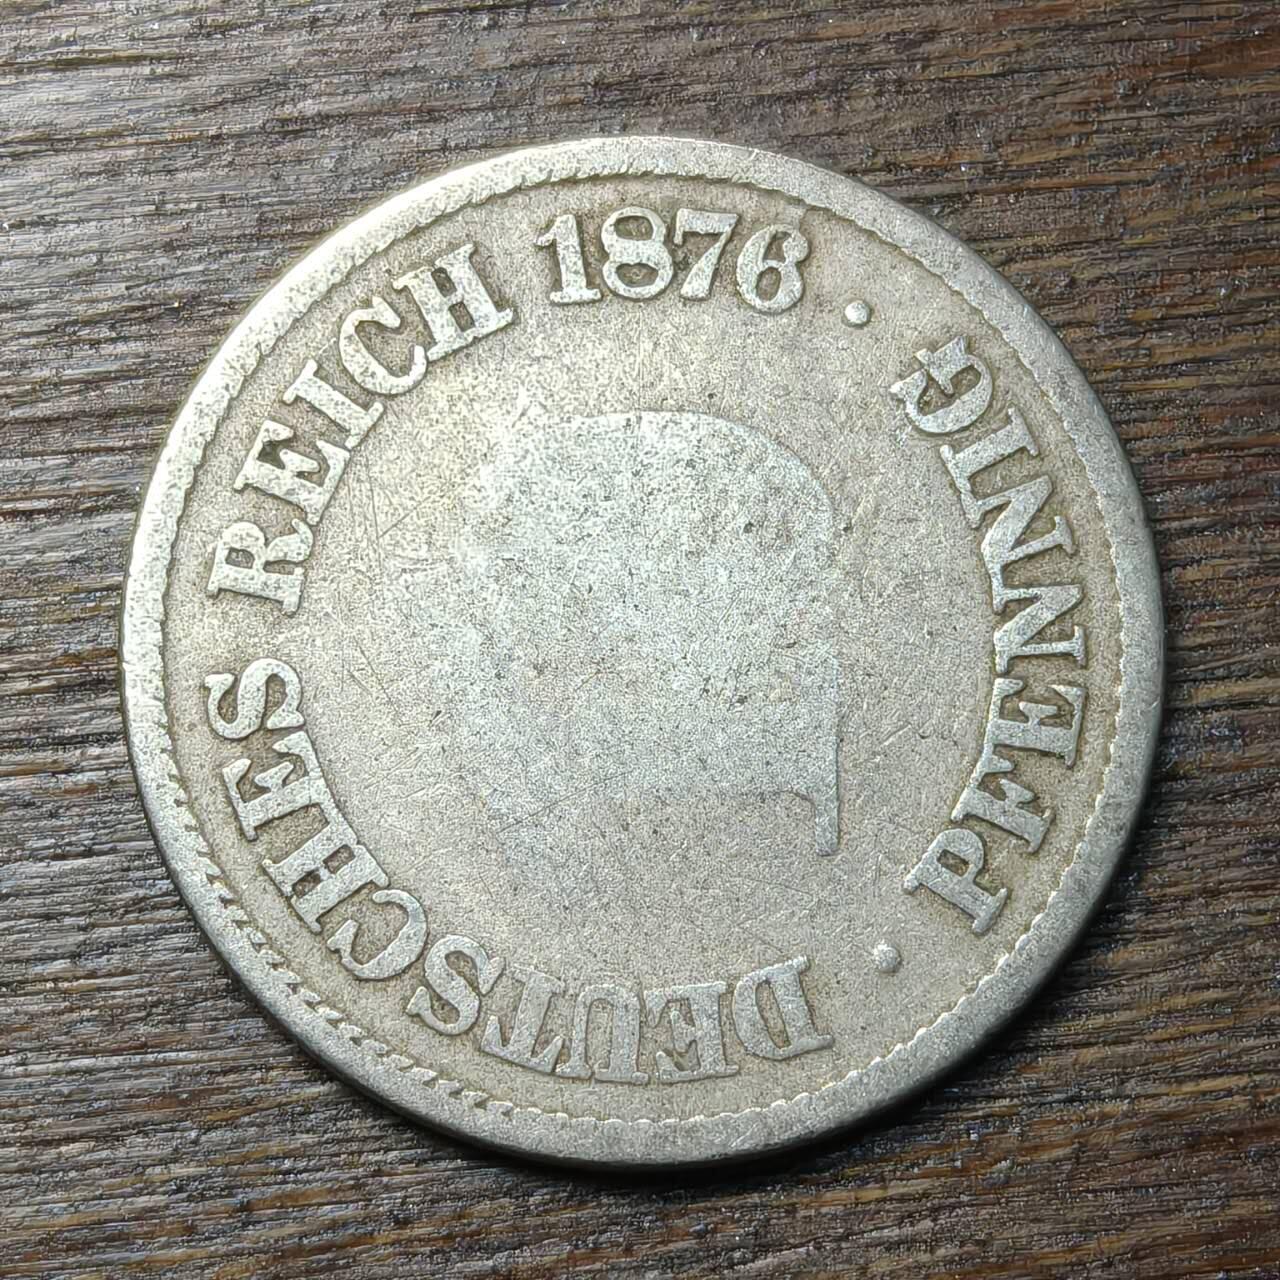 DEUTSCHES REICH 1876 · PFENNIG ·